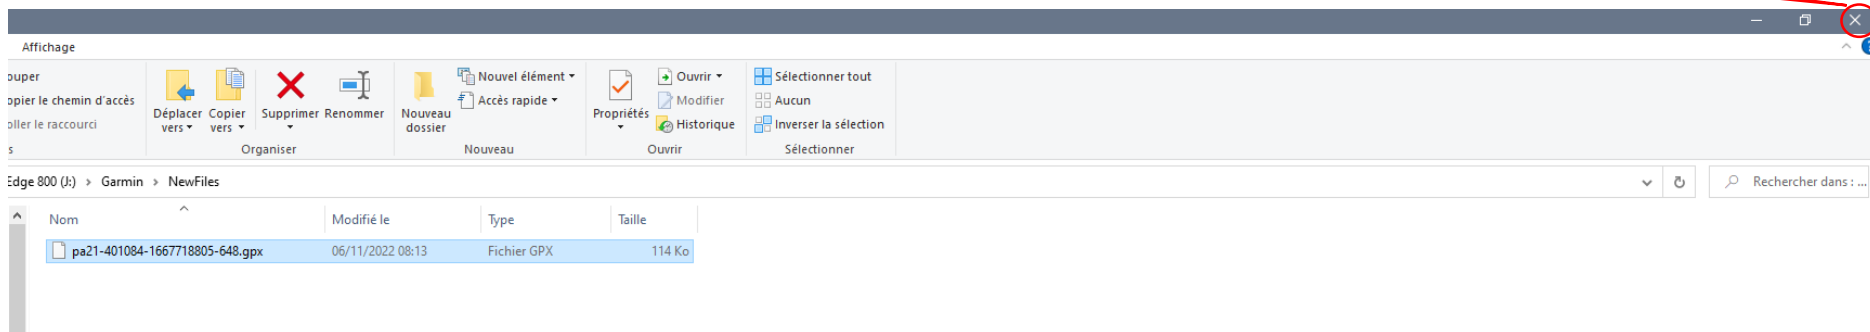 Affichage
ouper
opier le chemin d'accès
oller le raccourci
s
Déplacer vers
Copier vers
Supprimer
Renommer
Organiser
Nouveau dossier
Nouvel élément
Accès rapide
Nouveau
Propriétés
Ouvrir
Modifier
Historique
Ouvrir
Sélectionner tout
Aucun
Inverser la sélection
Sélectionner
Edge 800 (J:) > Garmin > NewFiles
Rechercher dans : ...
Nom Modifié le Type Taille
pa21-401084-1667718805-648.gpx 06/11/2022 08:13 Fichier GPX 114 Ko